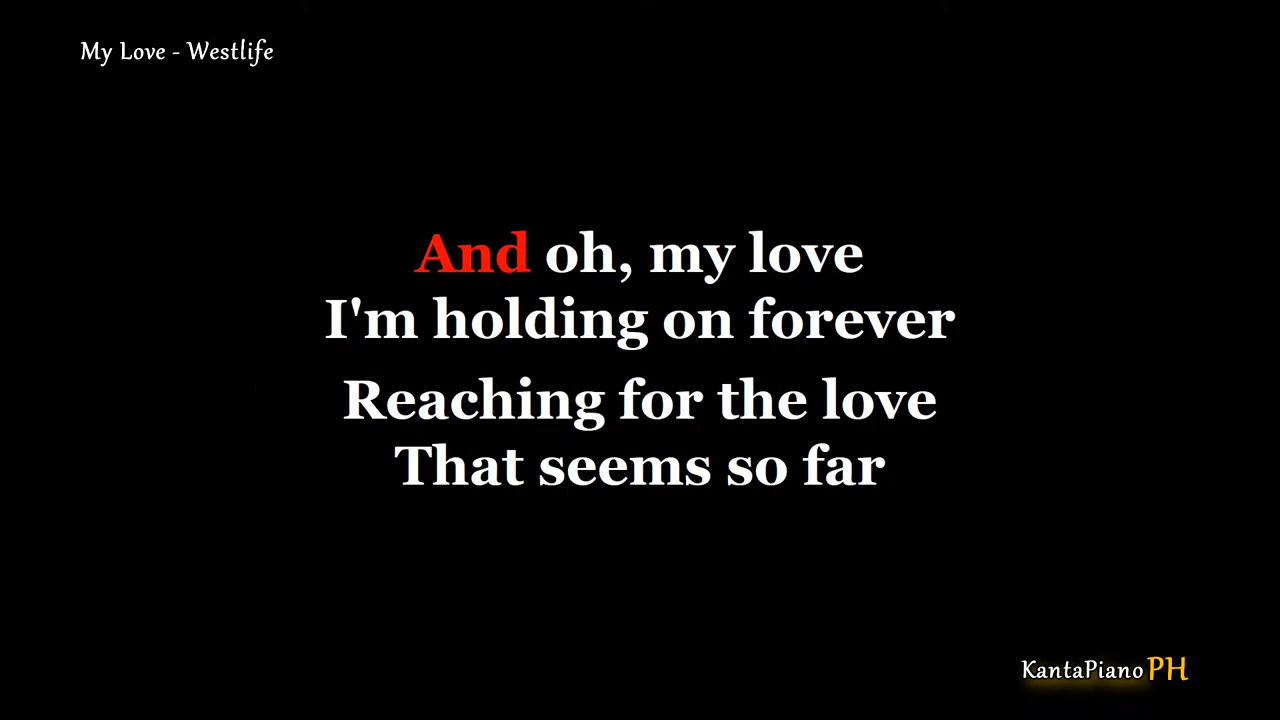 My Love - Westlife
And oh, my love
I'm holding on forever
Reaching for the love
That seems so far
KantaPiano PH